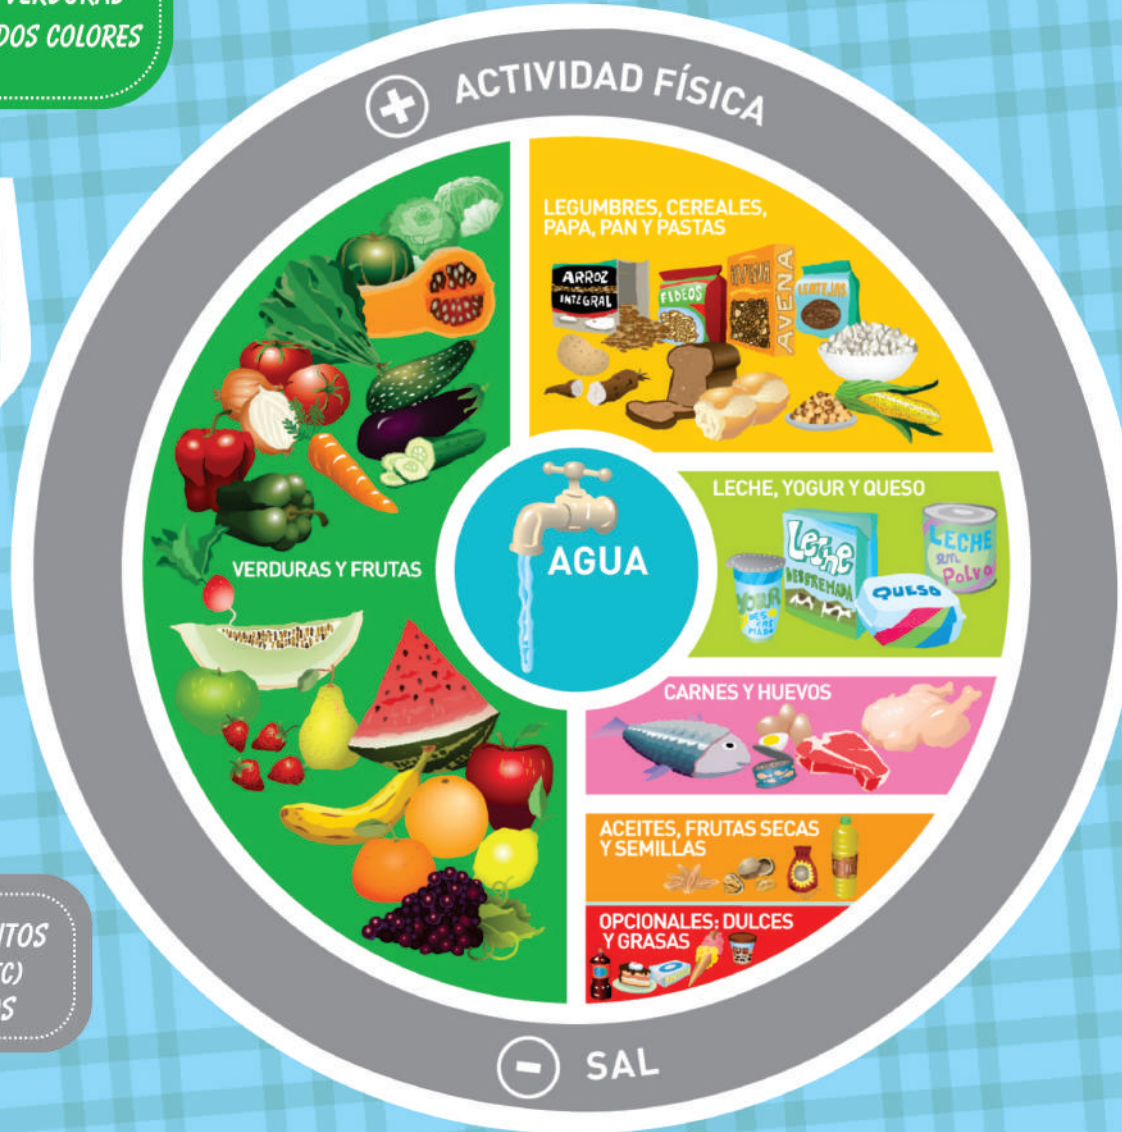 VERDURAS
DOS COLORES
+ ACTIVIDAD FÍSICA
LEGUMBRES, CEREALES,
PAPA, PAN Y PASTAS
ARROZ
INTEGRAL
FIDEOS
AVENA
LENTEJAS
LECHE, YOGUR Y QUESO
Leche
DESCREMADA
LECHE
en
Polvo
QUESO
AGUA
VERDURAS Y FRUTAS
CARNES Y HUEVOS
ACEITES, FRUTAS SECAS
Y SEMILLAS
OPCIONALES: DULCES
Y GRASAS
- SAL